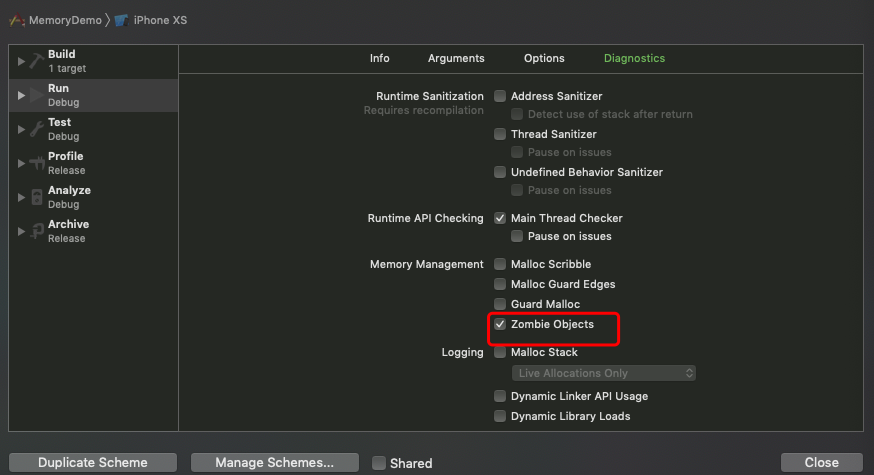 MemoryDemo iPhone XS
Build
1 target
Run
Debug
Test
Debug
Profile
Release
Analyze
Debug
Archive
Release
Info Arguments Options Diagnostics
Runtime Sanitization Address Sanitizer
Requires recompilation Detect use of stack after return
Thread Sanitizer
Pause on issues
Undefined Behavior Sanitizer
Pause on issues
Runtime API Checking Main Thread Checker
Pause on issues
Memory Management Malloc Scribble
Malloc Guard Edges
Guard Malloc
Zombie Objects
Logging Malloc Stack
Live Allocations Only
Dynamic Linker API Usage
Dynamic Library Loads
Duplicate Scheme Manage Schemes... Shared Close